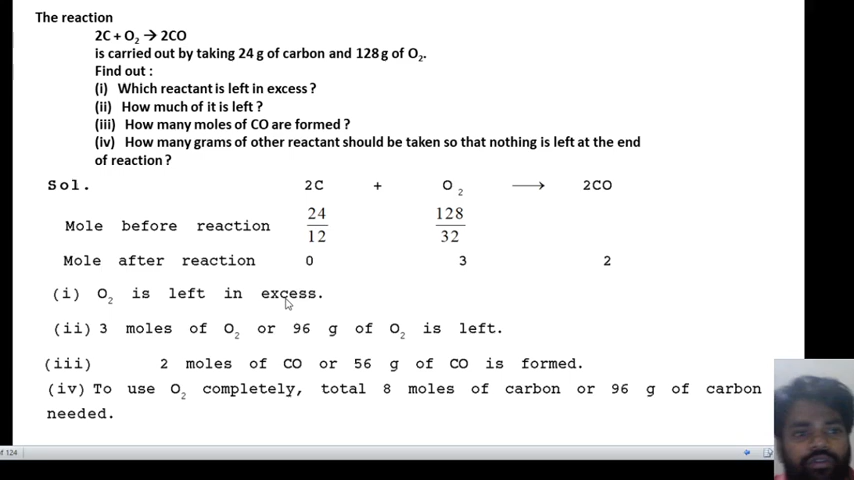 The reaction
2C + O₂ → 2CO
is carried out by taking 24 g of carbon and 128 g of O₂.
Find out :
(i) Which reactant is left in excess ?
(ii) How much of it is left ?
(iii) How many moles of CO are formed ?
(iv) How many grams of other reactant should be taken so that nothing is left at the end
of reaction ?
Sol. 2C + O₂ ⟶ 2CO
Mole before reaction 24/12 128/32
Mole after reaction 0 3 2
(i) O₂ is left in excess.
(ii) 3 moles of O₂ or 96 g of O₂ is left.
(iii) 2 moles of CO or 56 g of CO is formed.
(iv) To use O₂ completely, total 8 moles of carbon or 96 g of carbon
needed.
of 124